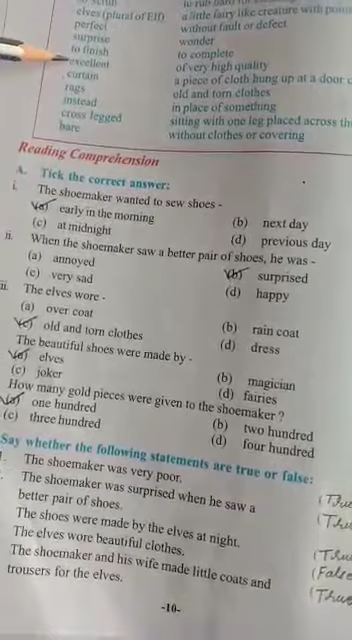 elves (plural of Elf) a little fairy like creature with
perfect without fault or defect
surprise wonder
to finish to complete
excellent of very high quality
curtain a piece of cloth hung up at a door
rags old and torn clothes
instead in place of something
cross legged sitting with one leg placed across
bare without clothes or covering
Reading Comprehension
A. Tick the correct answer:
i. The shoemaker wanted to sew shoes -
(a) early in the morning (b) next day
(c) at midnight (d) previous day
ii. When the shoemaker saw a better pair of shoes, he was -
(a) annoyed (b) surprised
(c) very sad (d) happy
The elves wore -
(a) over coat (b) rain coat
(c) old and torn clothes (d) dress
The beautiful shoes were made by -
(a) elves (b) magician
(c) joker (d) fairies
How many gold pieces were given to the shoemaker ?
(a) one hundred (b) two hundred
(c) three hundred (d) four hundred
Say whether the following statements are true or false:
The shoemaker was very poor. (True
The shoemaker was surprised when he saw a
better pair of shoes. (True
The shoes were made by the elves at night. (True
The elves wore beautiful clothes. (False
The shoemaker and his wife made little coats and
trousers for the elves. (True
-10-